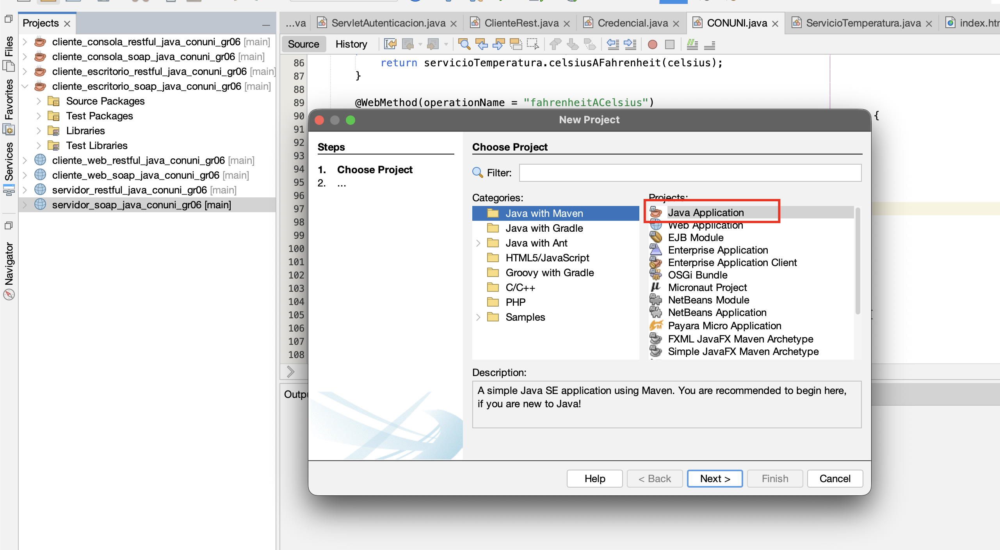 Projects
...va
ServletAutenticacion.java
ClienteRest.java
Credencial.java
CONUNI.java
ServicioTemperatura.java
Files
Favorites
Services
Navigator
cliente_consola_restful_java_conuni_gr06 [main]
cliente_consola_soap_java_conuni_gr06 [main]
cliente_escritorio_restful_java_conuni_gr06 [main]
cliente_escritorio_soap_java_conuni_gr06 [main]
Source Packages
Test Packages
Libraries
Test Libraries
cliente_web_restful_java_conuni_gr06 [main]
cliente_web_soap_java_conuni_gr06 [main]
servidor_restful_java_conuni_gr06 [main]
servidor_soap_java_conuni_gr06 [main]
Source History
86 return servicioTemperatura.celsiusAFahrenheit(celsius);
87 }
88
89 @WebMethod(operationName = "fahrenheitACelsius")
90 {
91
92
93
94
95
96
97
98
99
100
101
102
103
104
105
106
107
108
New Project
Steps
1. Choose Project
2. ...
Choose Project
Filter:
Categories:
Java with Maven
Java with Gradle
Java with Ant
HTML5/JavaScript
Groovy with Gradle
C/C++
PHP
Samples
Projects:
Java Application
Web Application
EJB Module
Enterprise Application
Enterprise Application Client
OSGi Bundle
Micronaut Project
NetBeans Module
NetBeans Application
Payara Micro Application
FXML JavaFX Maven Archetype
Simple JavaFX Maven Archetype
Description:
A simple Java SE application using Maven. You are recommended to begin here,
if you are new to Java!
Help
< Back
Next >
Finish
Cancel